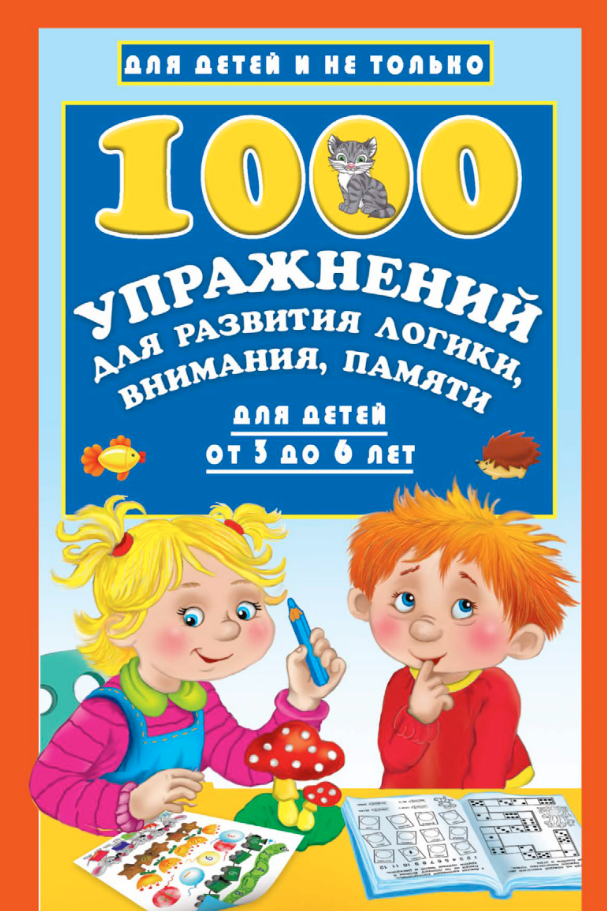 ДЛЯ ДЕТЕЙ И НЕ ТОЛЬКО
1000
УПРАЖНЕНИЙ
ДЛЯ РАЗВИТИЯ ЛОГИКИ,
ВНИМАНИЯ, ПАМЯТИ
ДЛЯ ДЕТЕЙ
ОТ 3 ДО 6 ЛЕТ